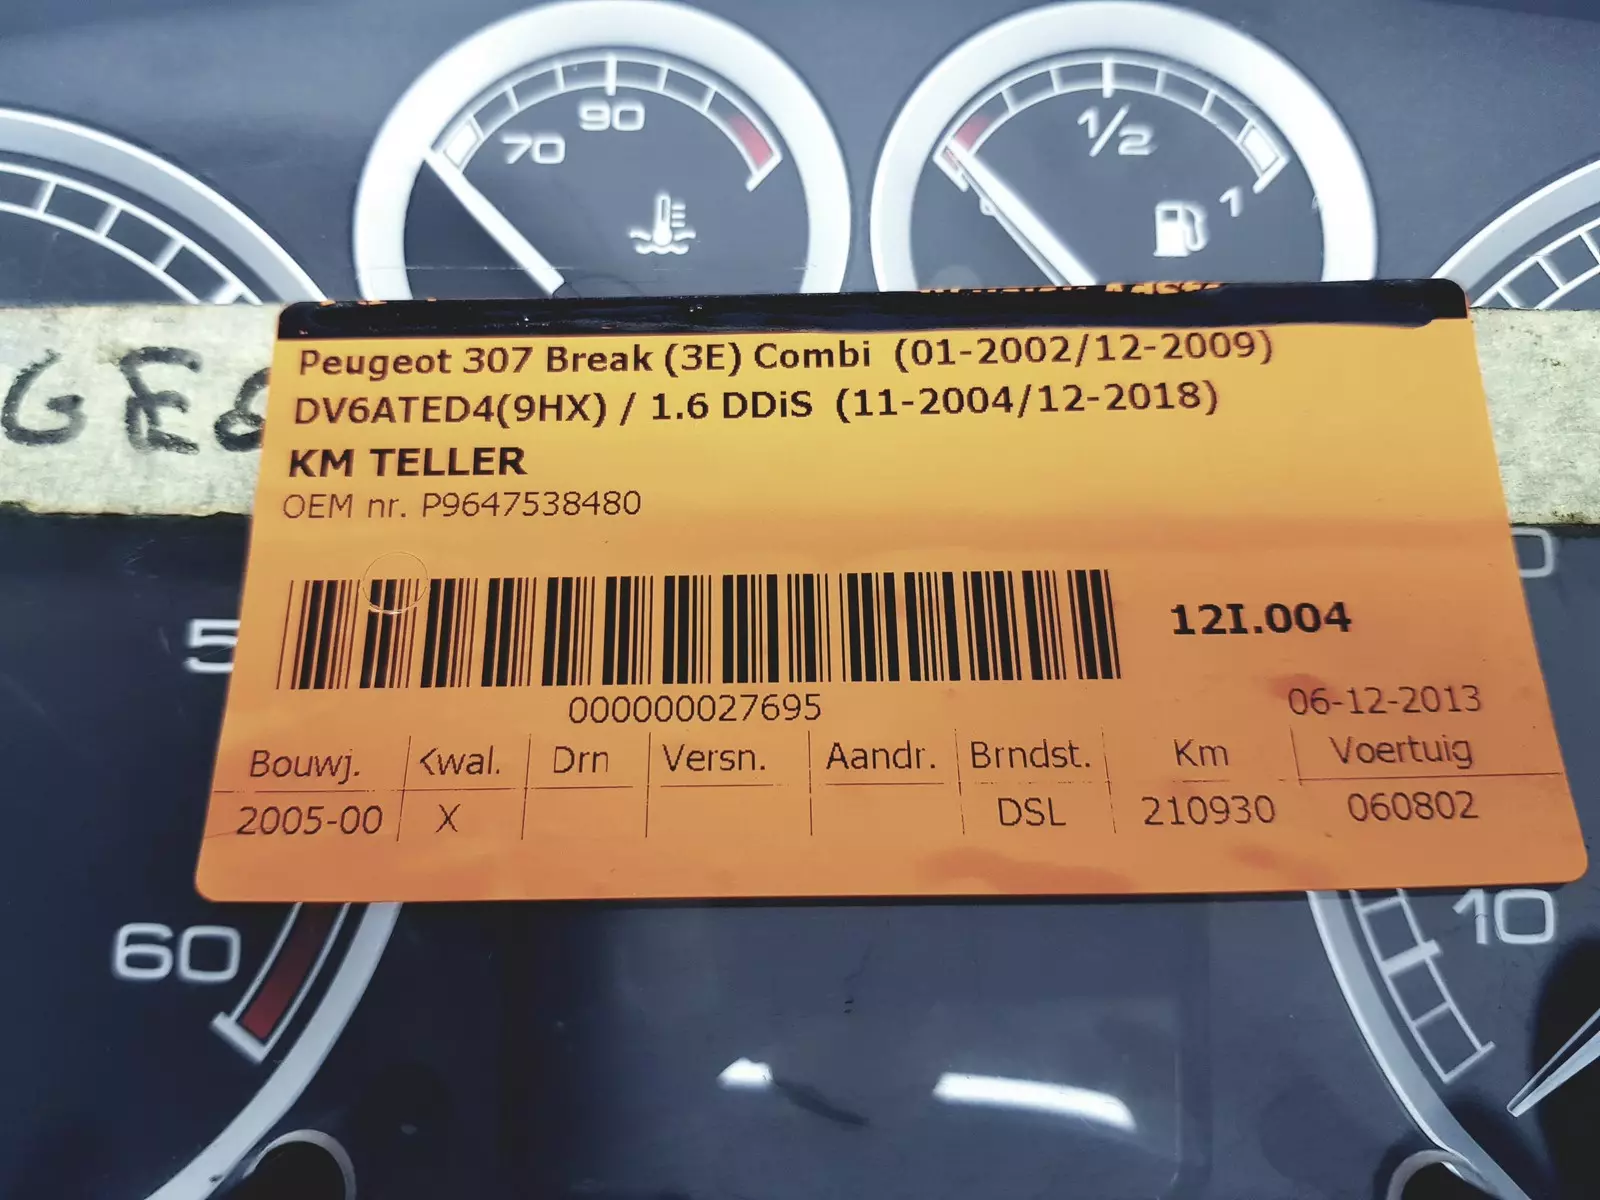 90
70
1/2
1
GE
Peugeot 307 Break (3E) Combi (01-2002/12-2009)
DV6ATED4(9HX) / 1.6 DDiS (11-2004/12-2018)
KM TELLER
OEM nr. P9647538480
5
12I.004
000000027695
06-12-2013
Bouwj. Kwal. Drn Versn. Aandr. Brndst. Km Voertuig
2005-00 X DSL 210930 060802
60
10